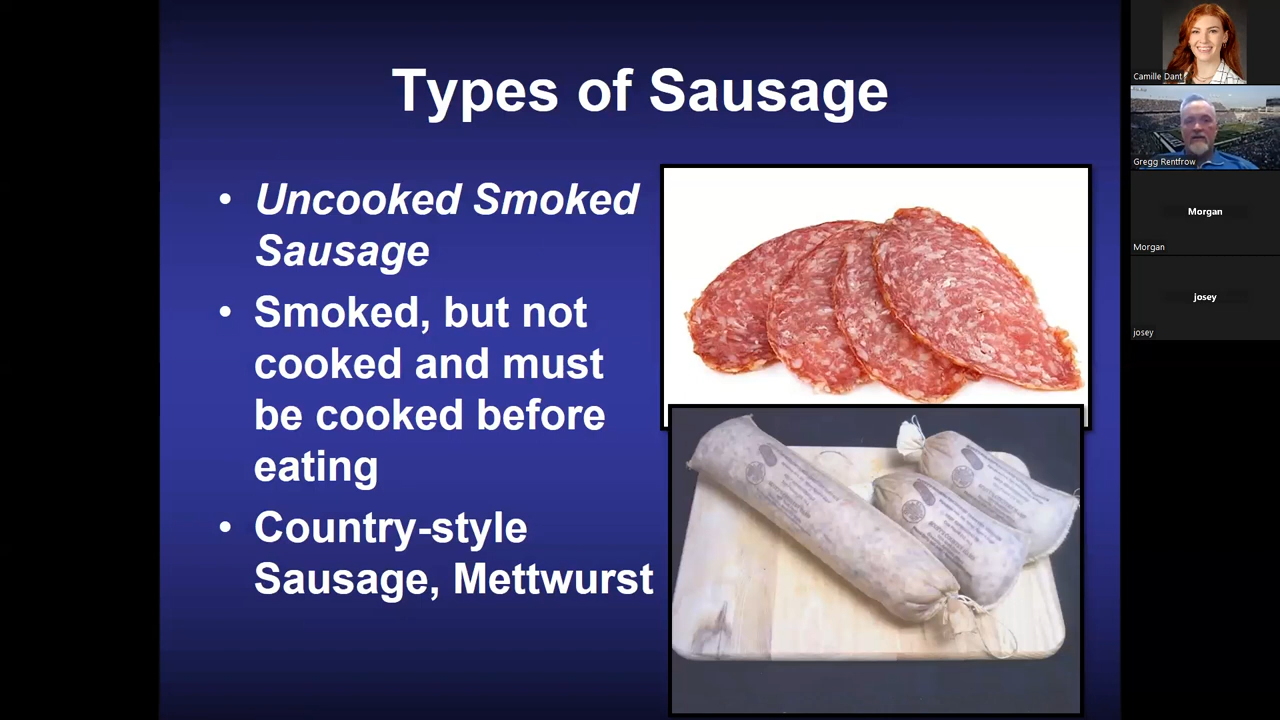 Types of Sausage
• Uncooked Smoked
Sausage
• Smoked, but not
cooked and must
be cooked before
eating
• Country-style
Sausage, Mettwurst
Camille Dant
Gregg Rentfrow
Morgan
Morgan
josey
josey